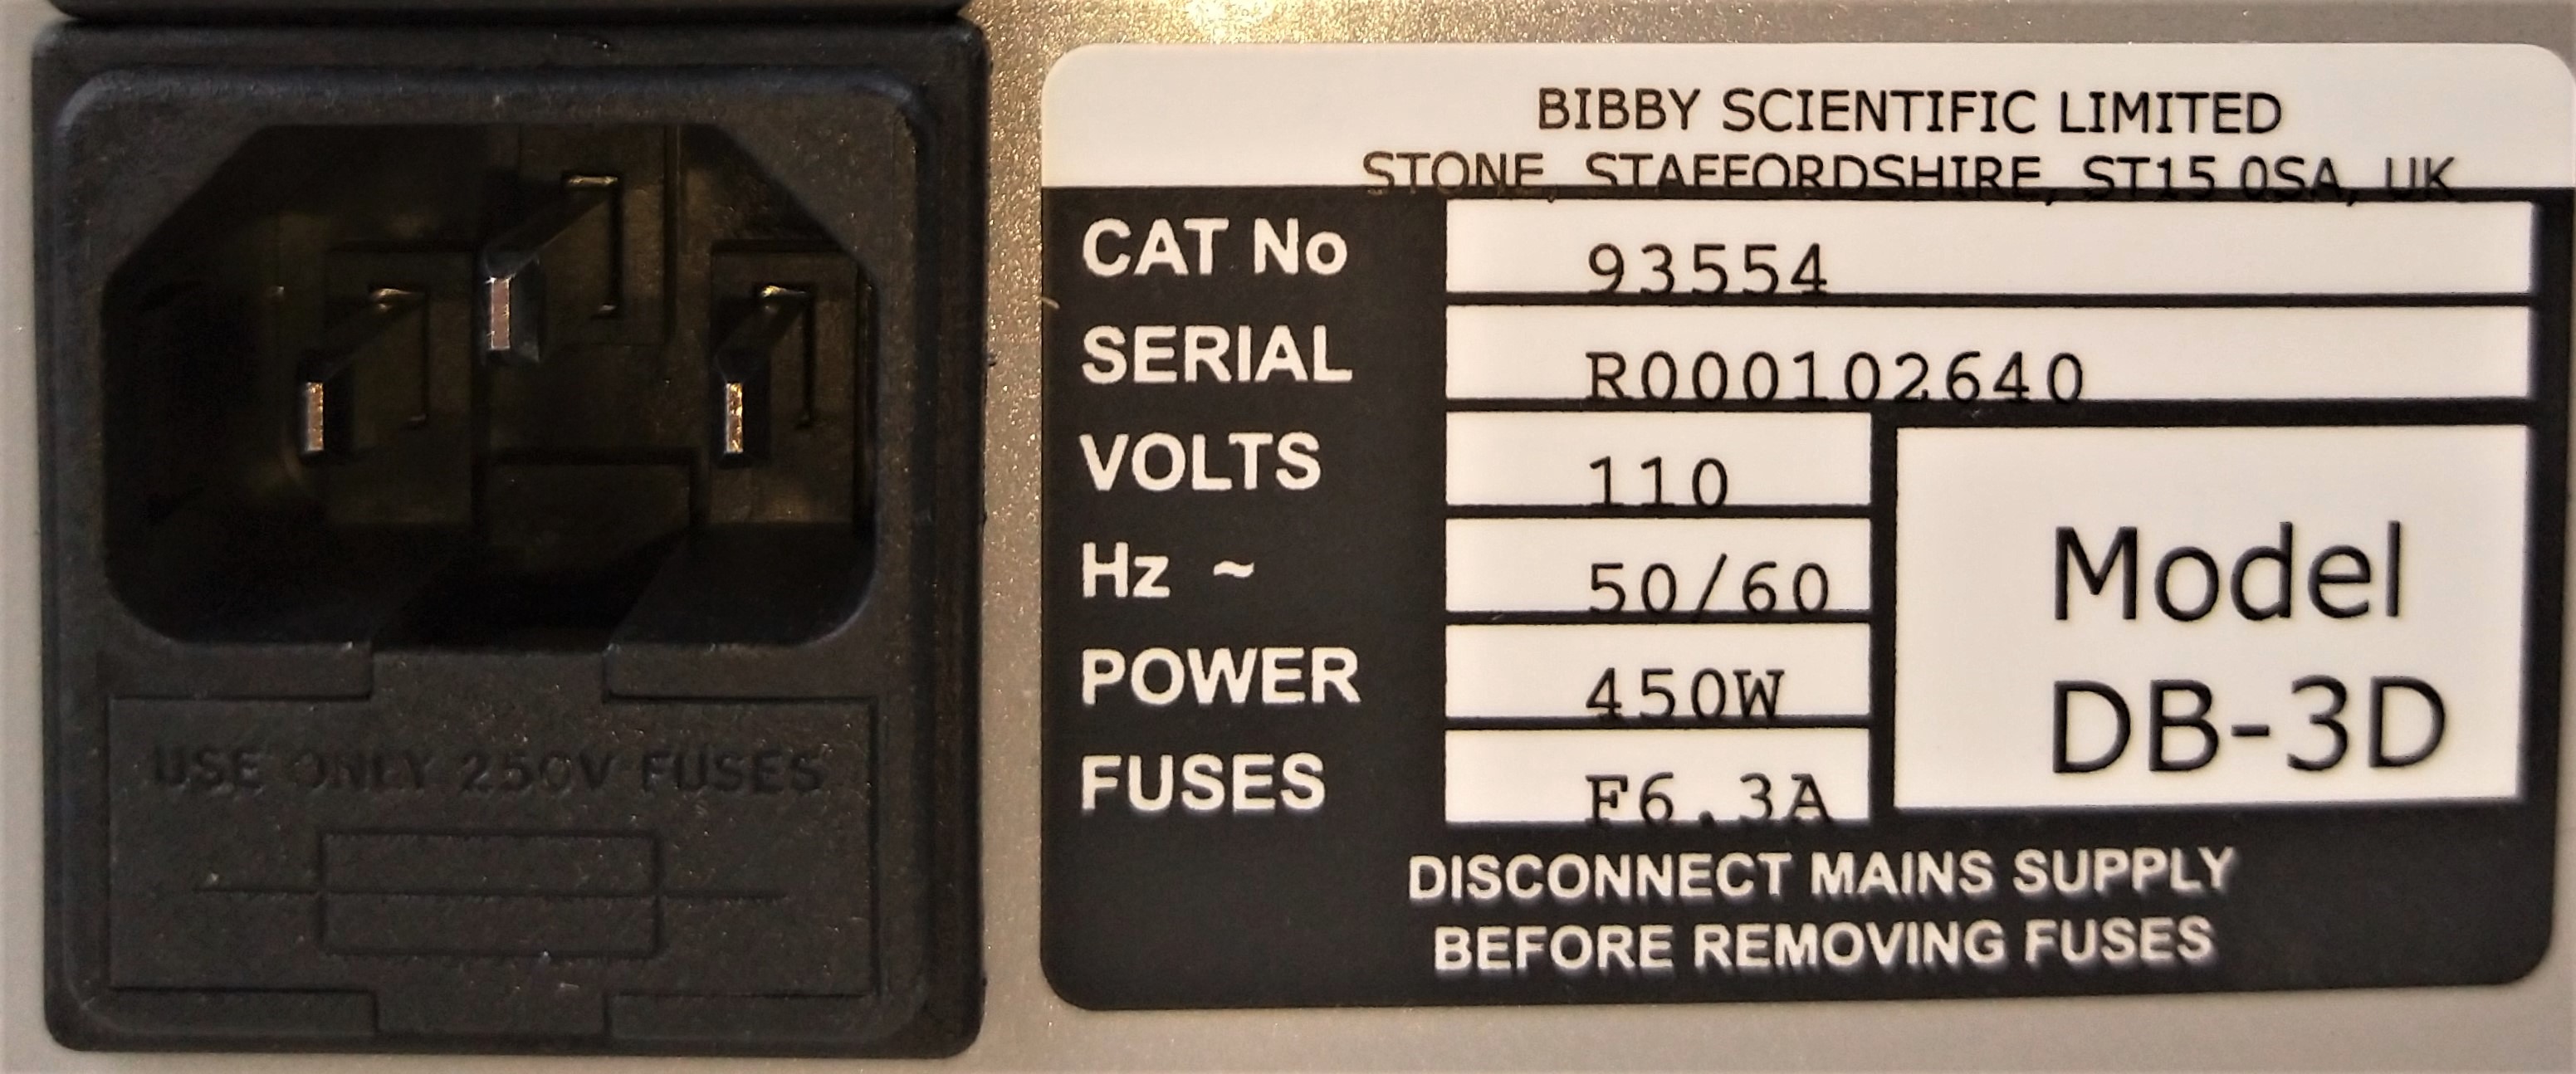 BIBBY SCIENTIFIC LIMITED
STONE, STAFFORDSHIRE, ST15 0SA, UK
CAT No 93554
SERIAL R000102640
VOLTS 110
Hz ~ 50/60
POWER 450W
FUSES F6.3A
Model
DB-3D
DISCONNECT MAINS SUPPLY
BEFORE REMOVING FUSES
USE ONLY 250V FUSES